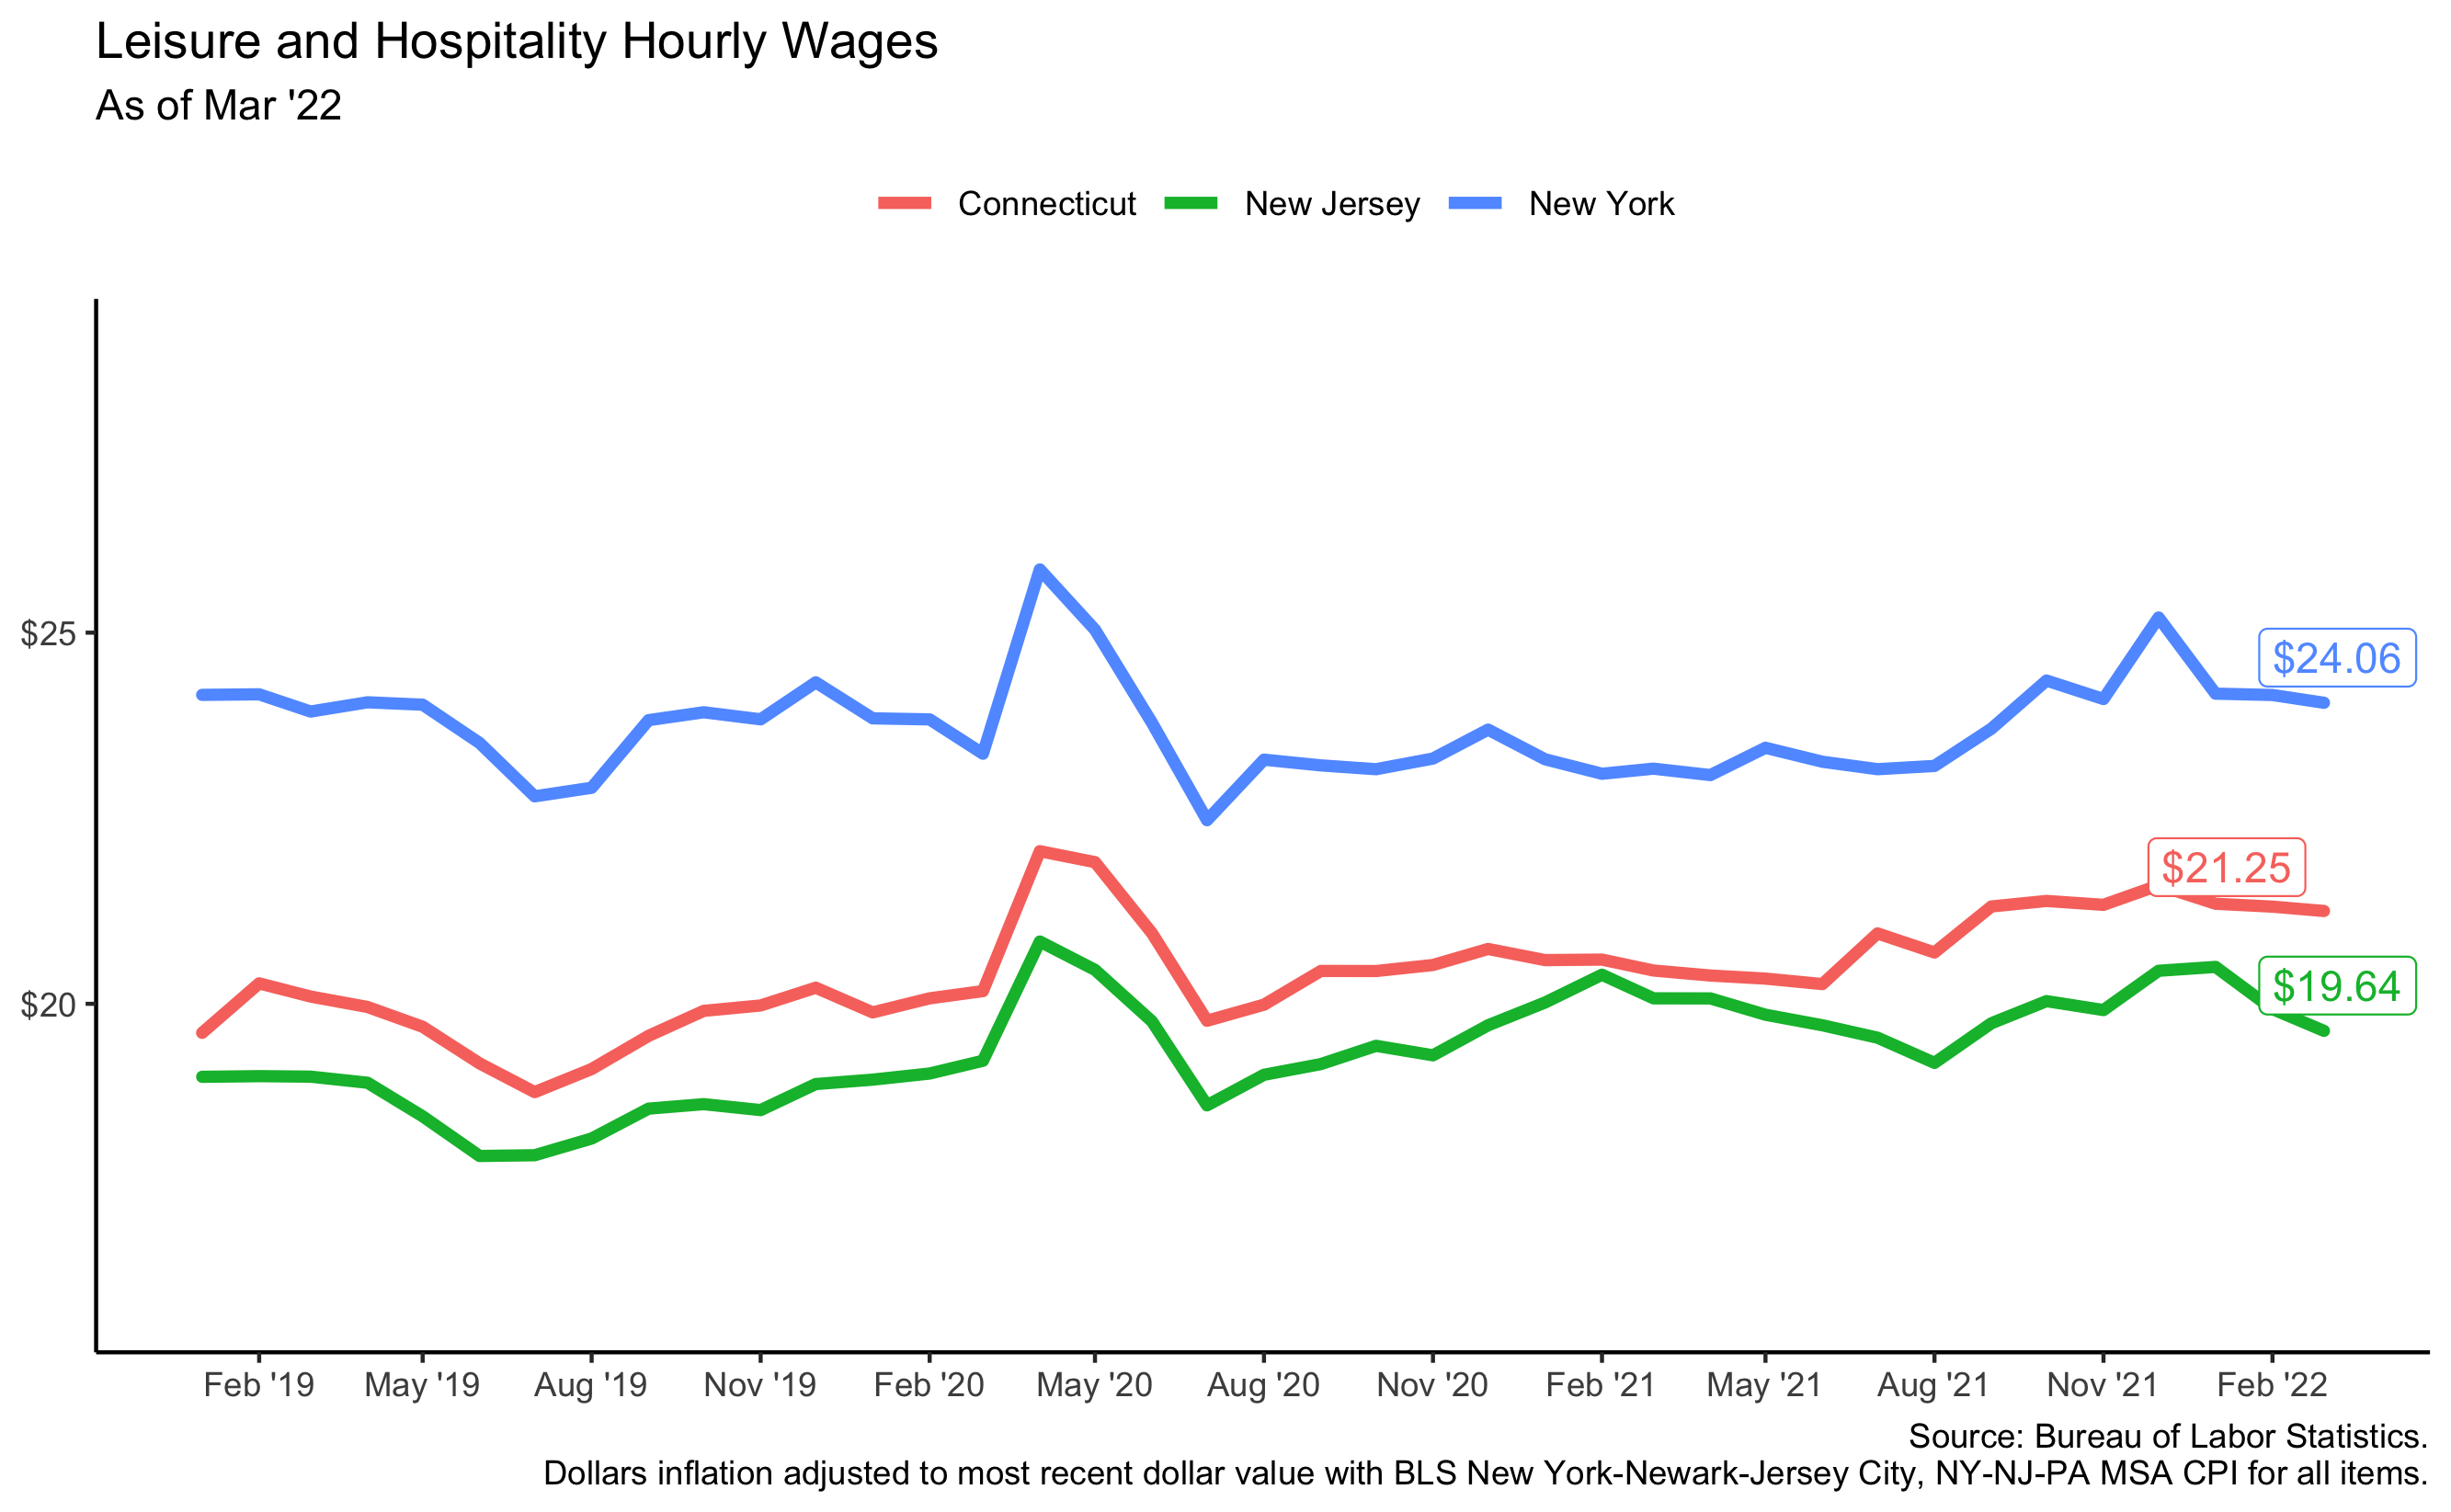 Leisure and Hospitality Hourly Wages
As of Mar '22
Connecticut New Jersey New York
$25
$24.06
$21.25
$20
$19.64
Feb '19 May '19 Aug '19 Nov '19 Feb '20 May '20 Aug '20 Nov '20 Feb '21 May '21 Aug '21 Nov '21 Feb '22
Source: Bureau of Labor Statistics.
Dollars inflation adjusted to most recent dollar value with BLS New York-Newark-Jersey City, NY-NJ-PA MSA CPI for all items.